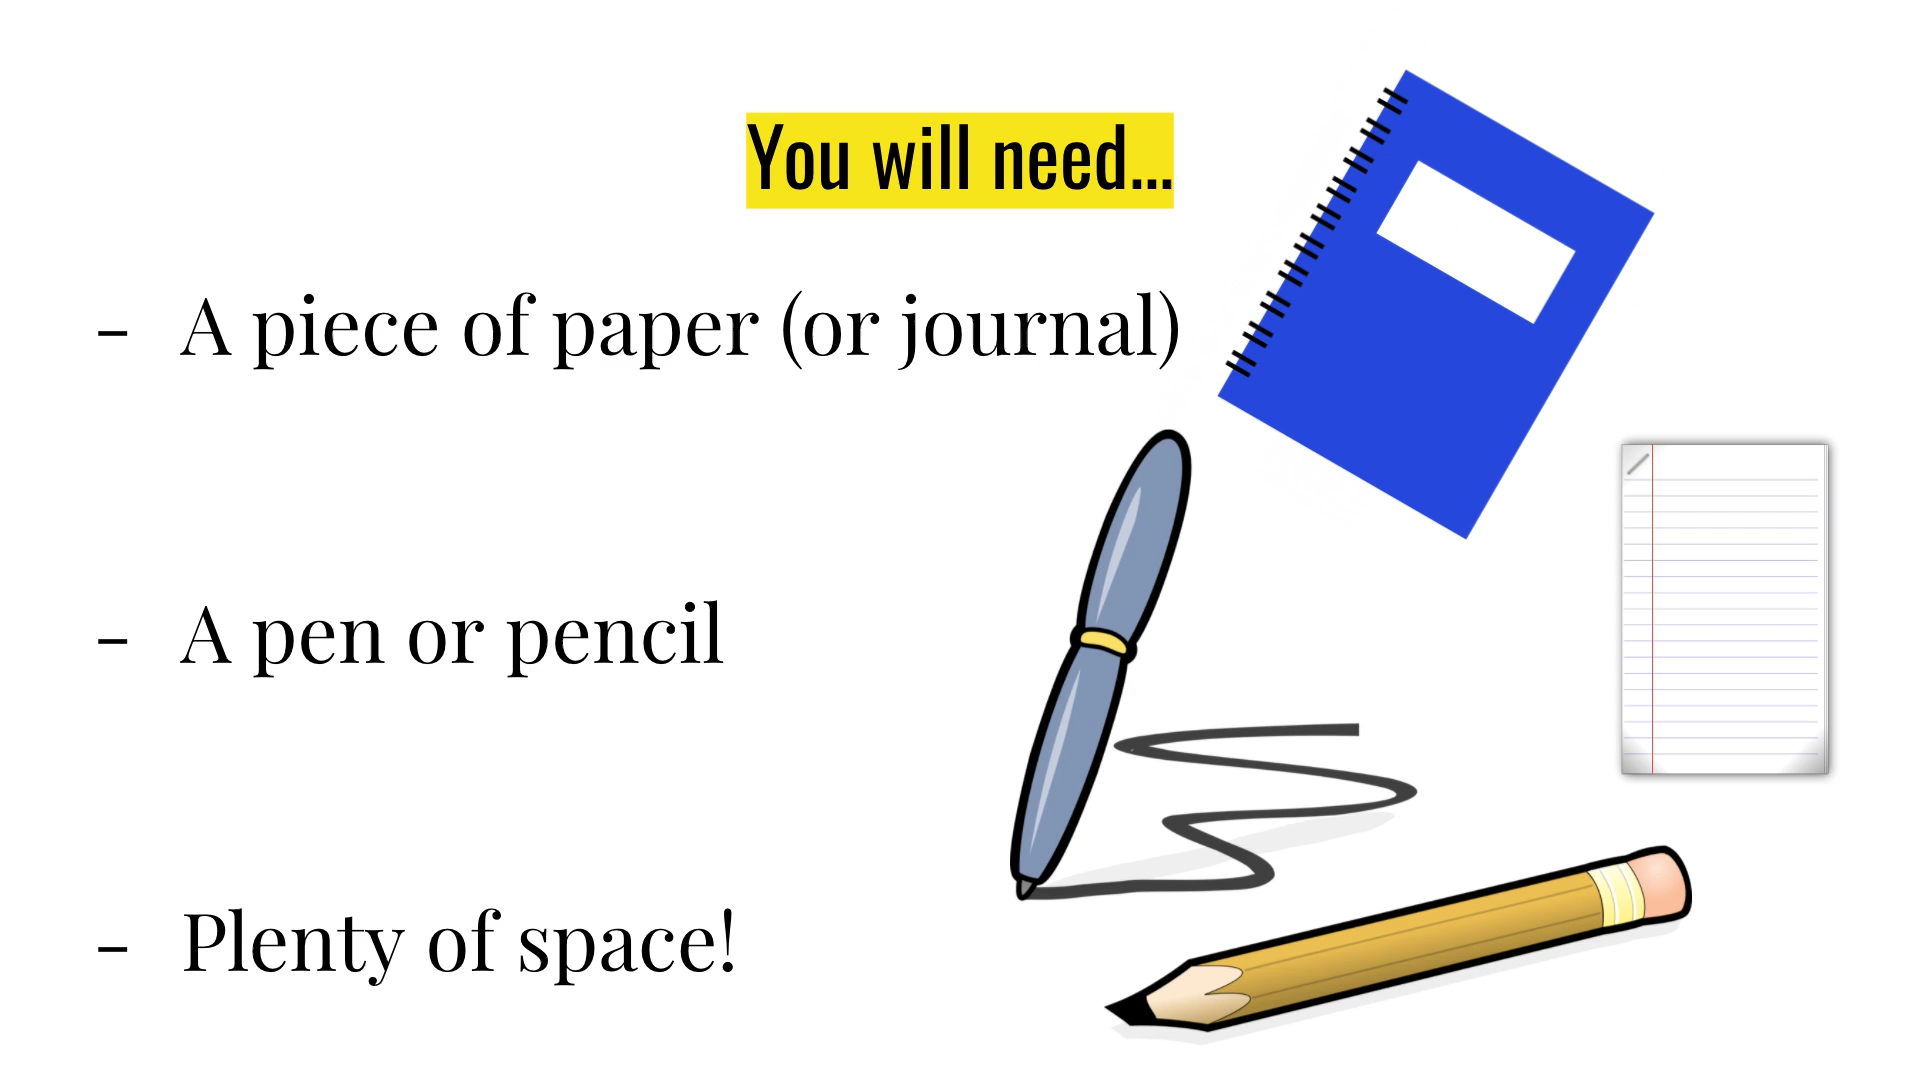 You will need...
- A piece of paper (or journal)
- A pen or pencil
- Plenty of space!